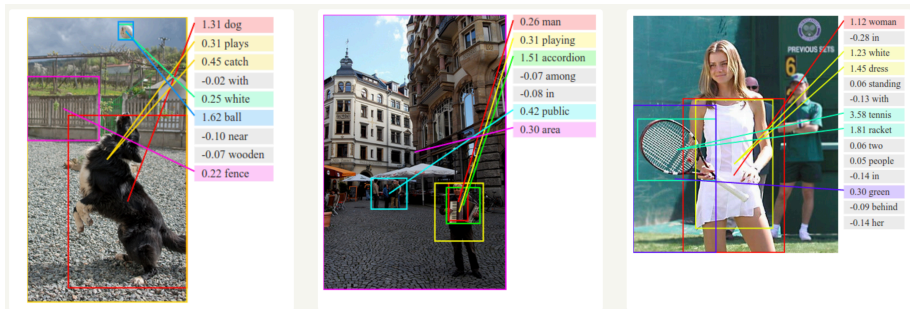 1.31 dog
0.31 plays
0.45 catch
-0.02 with
0.25 white
1.62 ball
-0.10 near
-0.07 wooden
0.22 fence
0.26 man
0.31 playing
1.51 accordion
-0.07 among
-0.08 in
0.42 public
0.30 area
PREVIOUS SETS
6
1.12 woman
-0.28 in
1.23 white
1.45 dress
0.06 standing
-0.13 with
3.58 tennis
1.81 racket
0.06 two
0.05 people
-0.14 in
0.30 green
-0.09 behind
-0.14 her